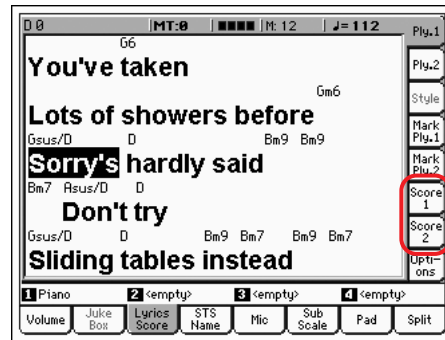 D 0 MT:0 M: 12 ♩=112 Ply.1
G6
You've taken
Ply.2
Gm6
Style
Lots of showers before
Mark Ply.1
Gsus/D D Bm9 Bm9
Sorry's hardly said
Mark Ply.2
Bm7 Asus/D D
Score 1
Don't try
Gsus/D D Bm9 Bm7 Bm9 Bm7
Score 2
Sliding tables instead
Opti-ons
1 Piano 2 <empty> 3 <empty> 4 <empty>
Volume Juke Box Lyrics Score STS Name Mic Sub Scale Pad Split